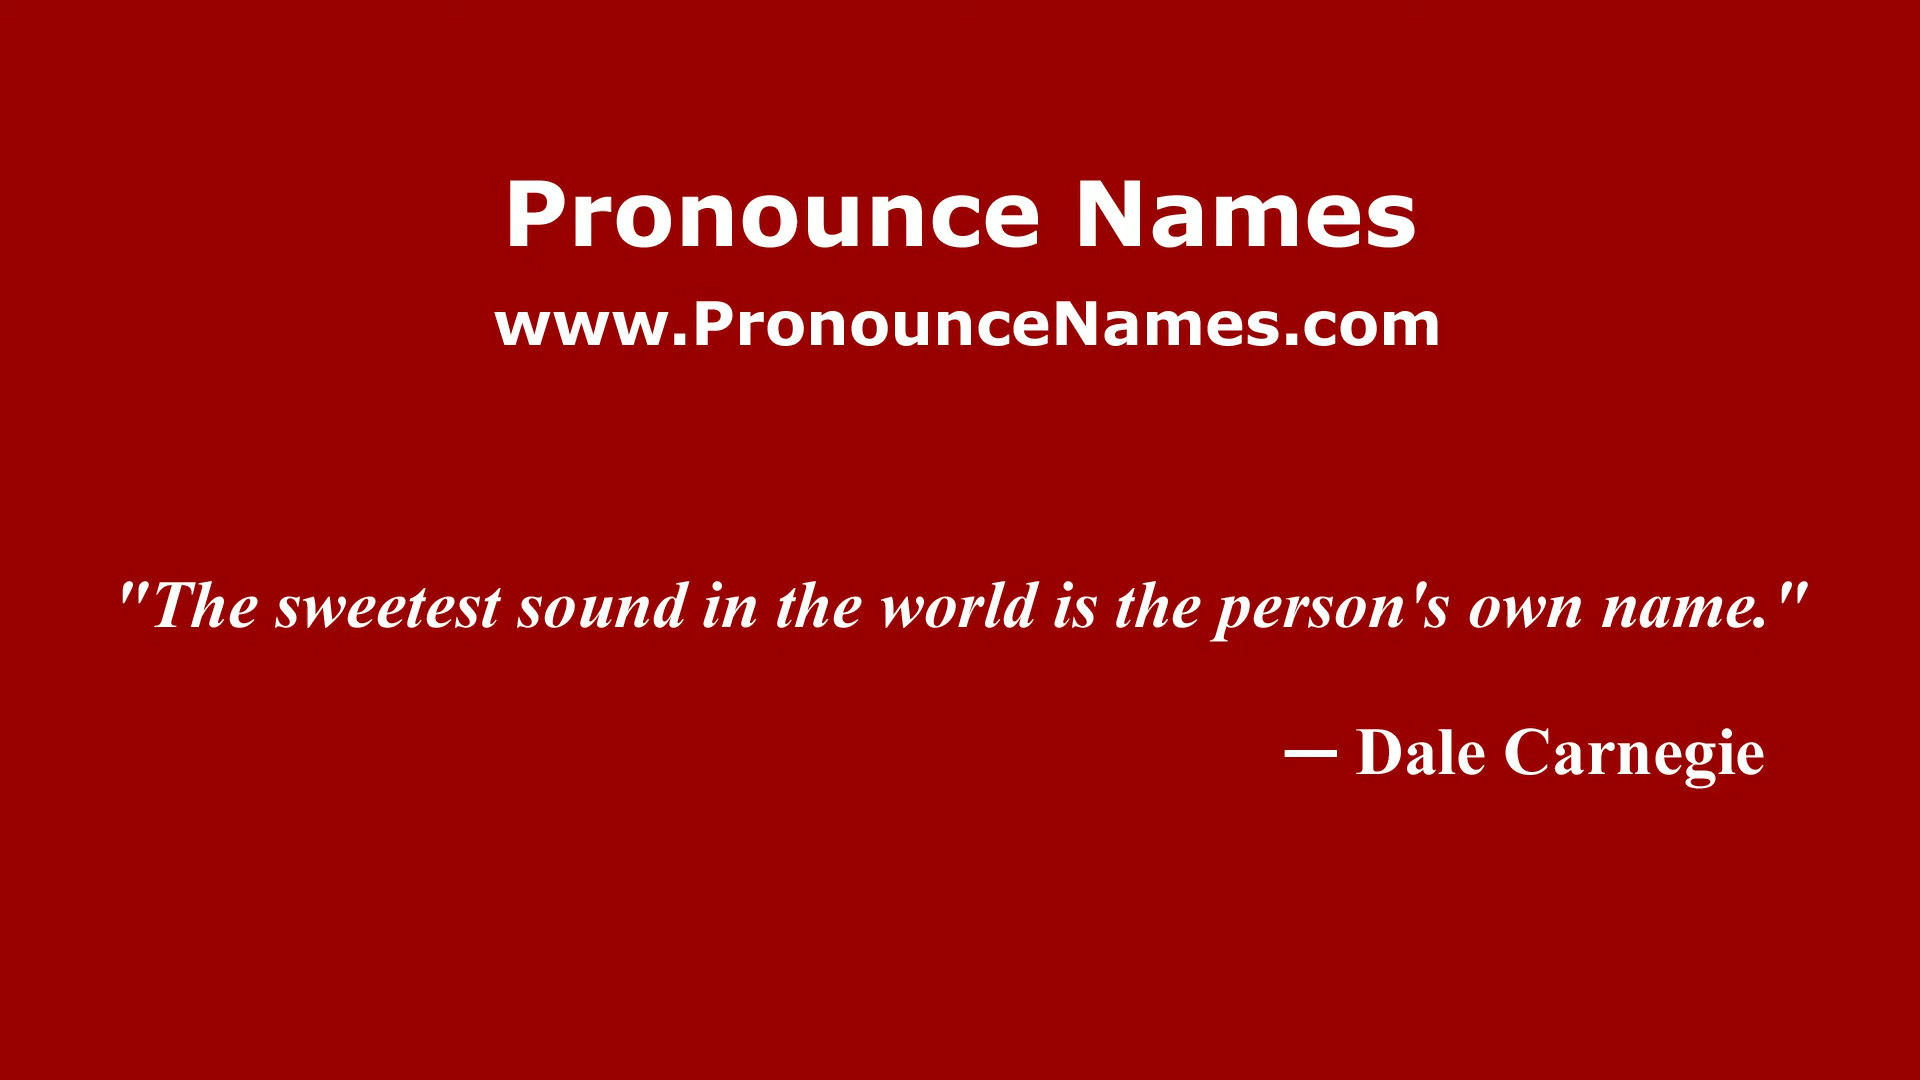 Pronounce Names
www.PronounceNames.com
"The sweetest sound in the world is the person's own name."
— Dale Carnegie